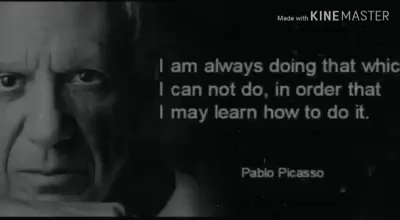 Made with KINEMASTER
I am always doing that whic
I can not do, in order that
I may learn how to do it.
Pablo Picasso